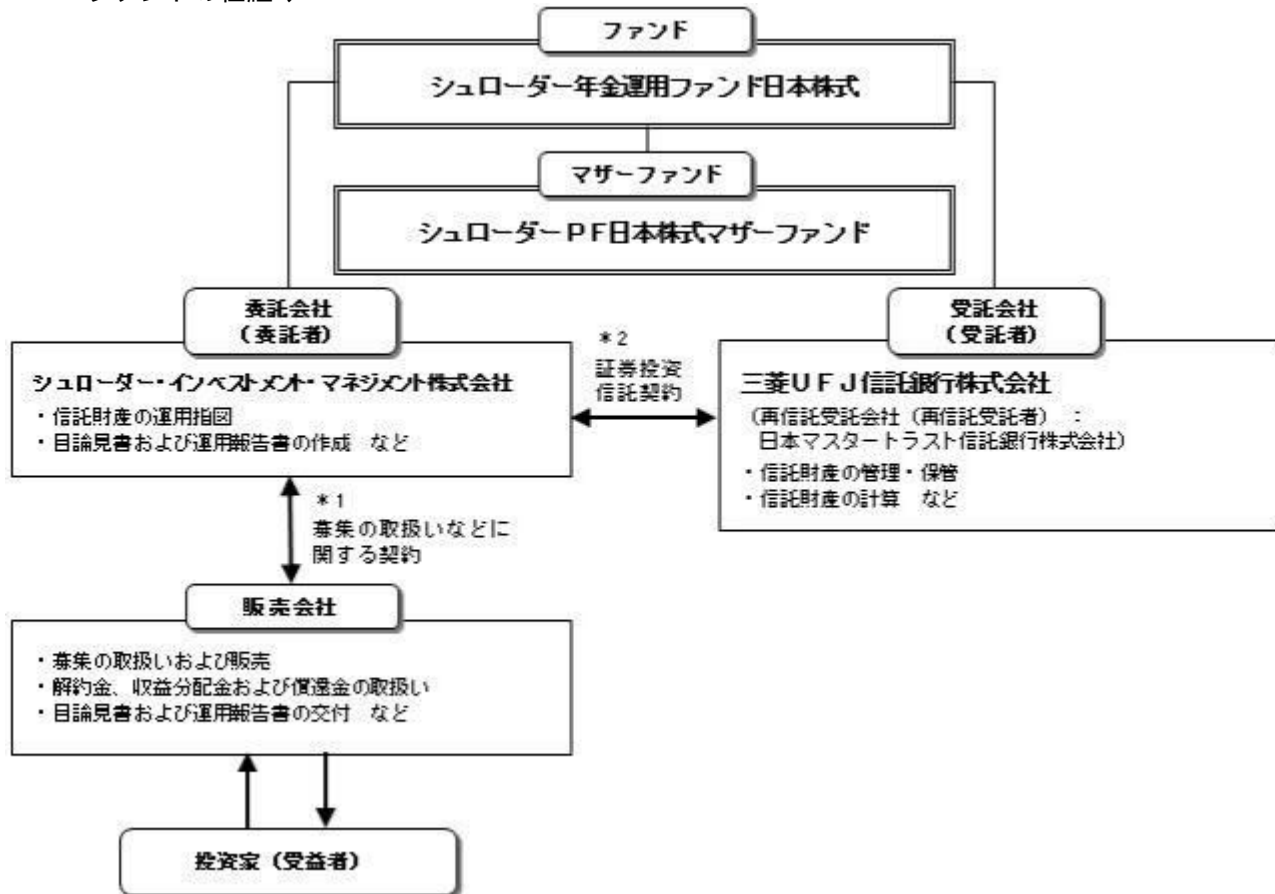 ファンド
シュローダー年金運用ファンド日本株式
マザーファンド
シュローダーPF日本株式マザーファンド
委託会社
(委託者)
シュローダー・インベストメント・マネジメント株式会社
・信託財産の運用指図
・目論見書および運用報告書の作成 など
*2
証券投資
信託契約
受託会社
(受託者)
三菱UFJ信託銀行株式会社
(再信託受託会社(再信託受託者) :
日本マスタートラスト信託銀行株式会社)
・信託財産の管理・保管
・信託財産の計算 など
*1
募集の取扱いなどに
関する契約
販売会社
・募集の取扱いおよび販売
・解約金、収益分配金および償還金の取扱い
・目論見書および運用報告書の交付 など
投資家(受益者)